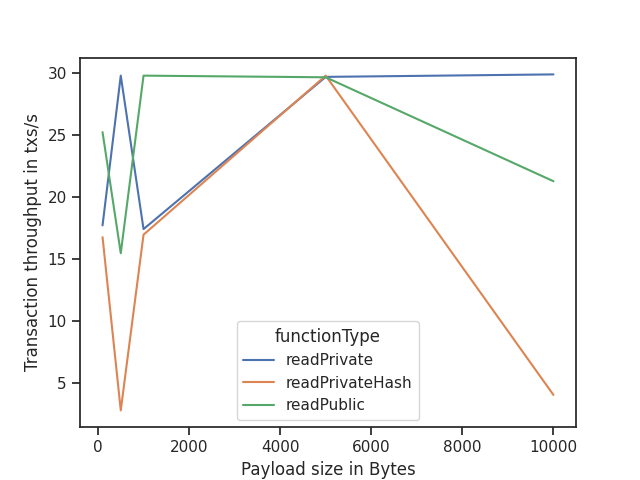 30
25
20
15
10
5
Transaction throughput in txs/s
functionType
readPrivate
readPrivateHash
readPublic
0 2000 4000 6000 8000 10000
Payload size in Bytes